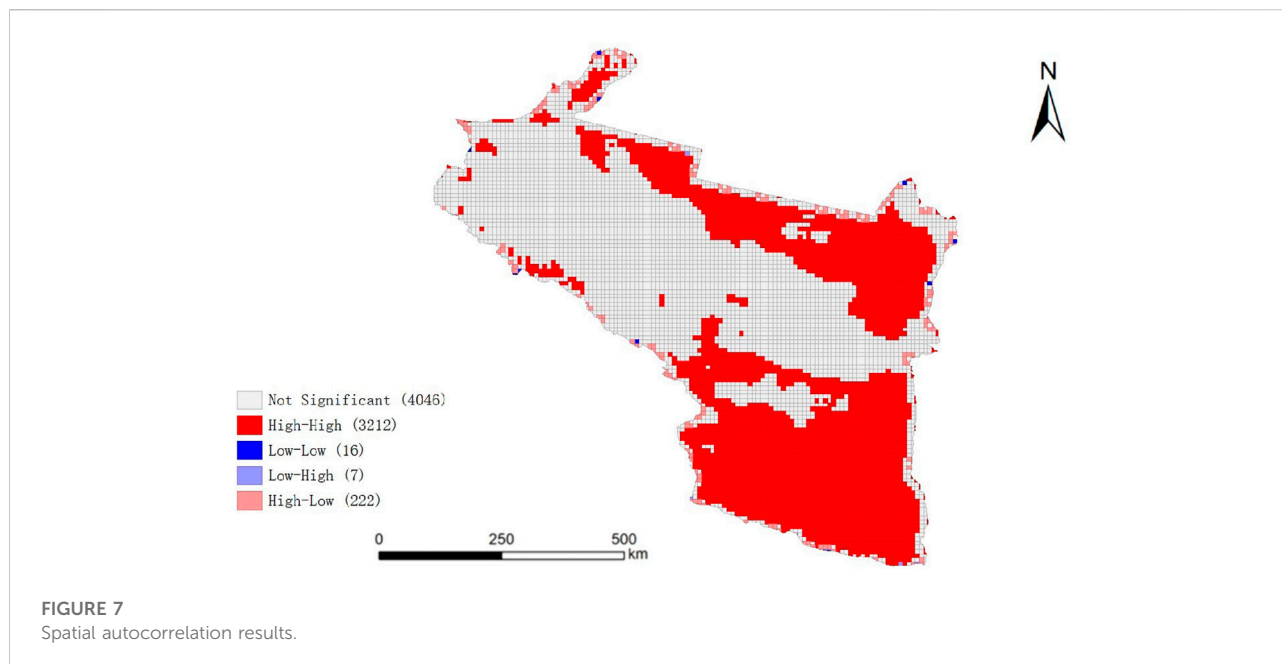 N
Not Significant (4046)
High-High (3212)
Low-Low (16)
Low-High (7)
High-Low (222)
0 250 500
km
FIGURE 7
Spatial autocorrelation results.